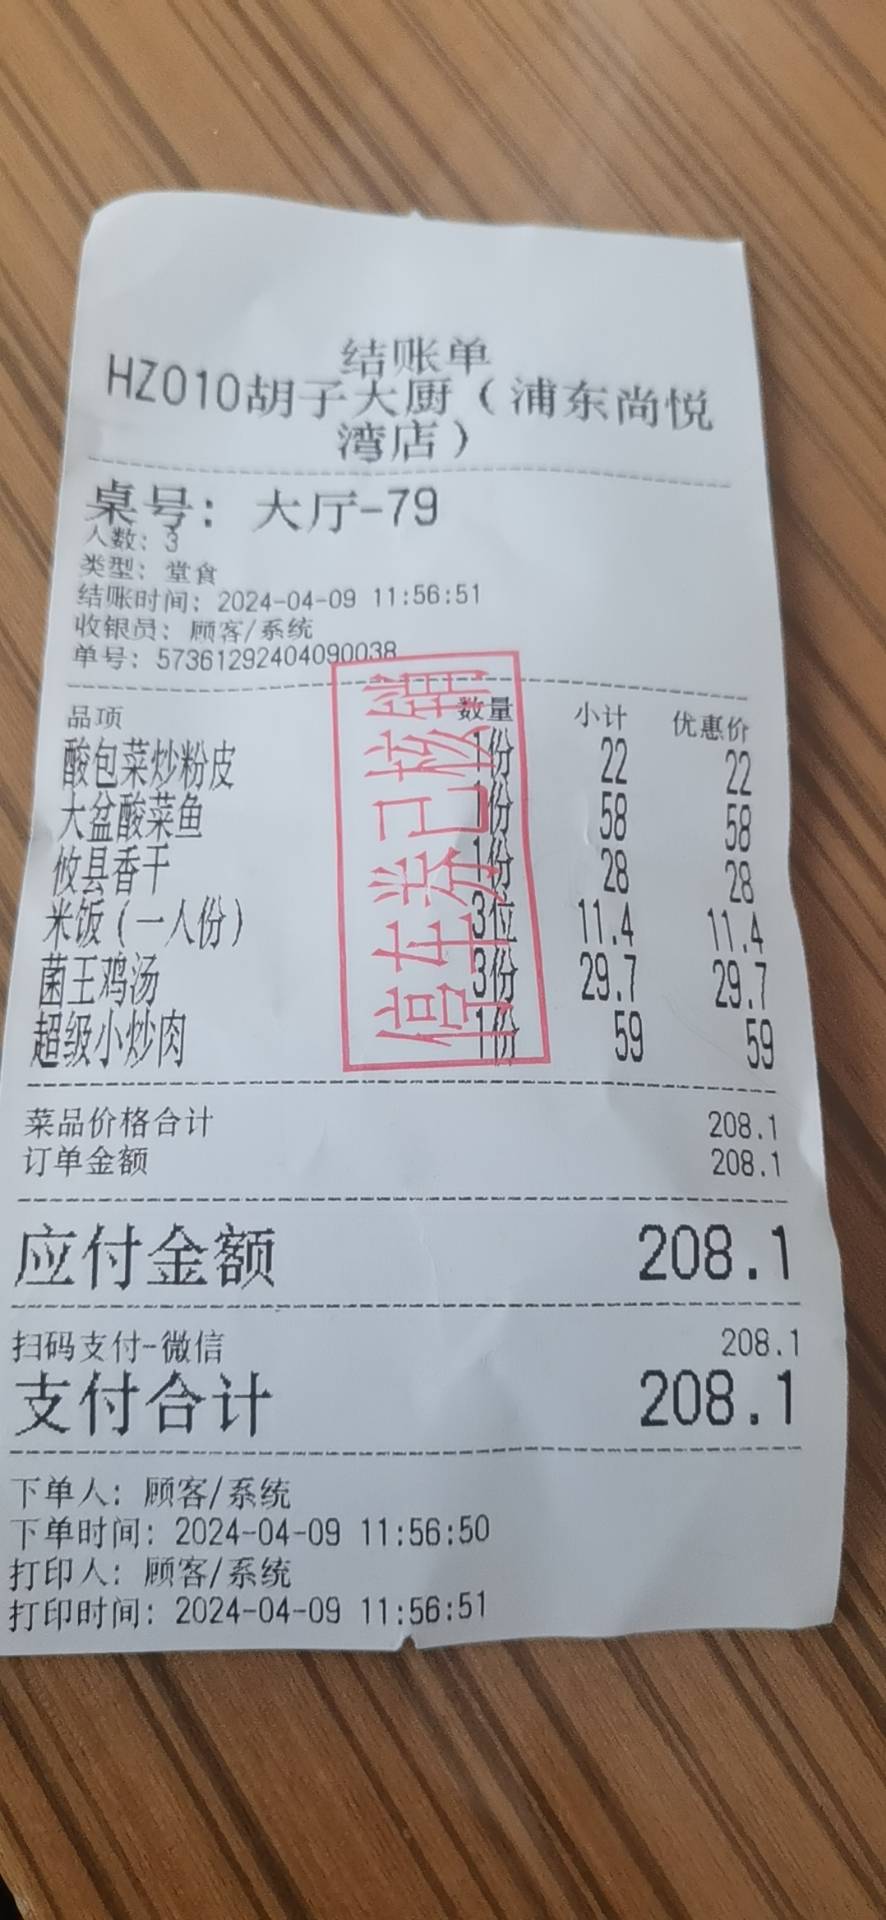 结账单
HZ010胡子大厨（浦东尚悦
湾店）
桌号：大厅-79
人数：3
类型：堂食
结账时间：2024-04-09 11:56:51
收银员：顾客/系统
单号：57361292404090038
品项 数量 小计 优惠价
酸包菜炒粉皮 1份 22 22
大盆酸菜鱼 1份 58 58
攸县香干 1份 28 28
米饭（一人份） 3位 11.4 11.4
菌王鸡汤 3份 29.7 29.7
超级小炒肉 1份 59 59
停车券已核销
菜品价格合计 208.1
订单金额 208.1
应付金额 208.1
扫码支付-微信 208.1
支付合计 208.1
下单人：顾客/系统
下单时间：2024-04-09 11:56:50
打印人：顾客/系统
打印时间：2024-04-09 11:56:51